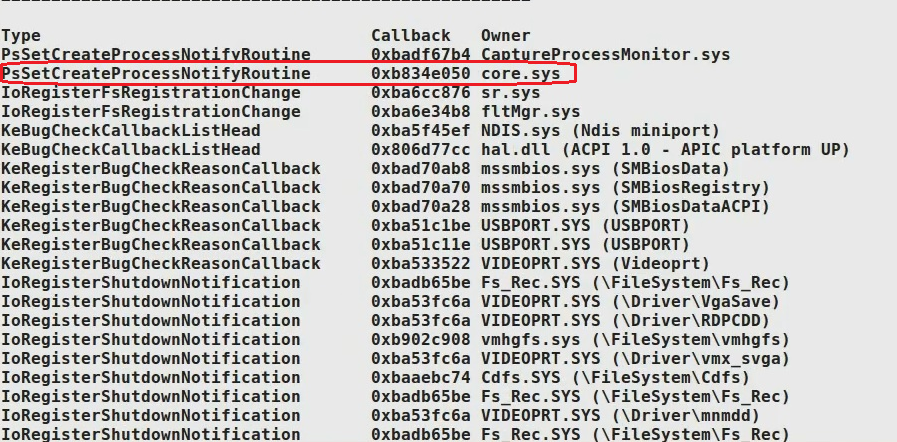 Type Callback Owner
PsSetCreateProcessNotifyRoutine 0xbadf67b4 CaptureProcessMonitor.sys
PsSetCreateProcessNotifyRoutine 0xb834e050 core.sys
IoRegisterFsRegistrationChange 0xba6cc876 sr.sys
IoRegisterFsRegistrationChange 0xba6e34b8 fltMgr.sys
KeBugCheckCallbackListHead 0xba5f45ef NDIS.sys (Ndis miniport)
KeBugCheckCallbackListHead 0x806d77cc hal.dll (ACPI 1.0 - APIC platform UP)
KeRegisterBugCheckReasonCallback 0xbad70ab8 mssmbios.sys (SMBiosData)
KeRegisterBugCheckReasonCallback 0xbad70a70 mssmbios.sys (SMBiosRegistry)
KeRegisterBugCheckReasonCallback 0xbad70a28 mssmbios.sys (SMBiosDataACPI)
KeRegisterBugCheckReasonCallback 0xba51c1be USBPORT.SYS (USBPORT)
KeRegisterBugCheckReasonCallback 0xba51c11e USBPORT.SYS (USBPORT)
KeRegisterBugCheckReasonCallback 0xba533522 VIDEOPRT.SYS (Videoprt)
IoRegisterShutdownNotification 0xbadb65be Fs_Rec.SYS (\FileSystem\Fs_Rec)
IoRegisterShutdownNotification 0xba53fc6a VIDEOPRT.SYS (\Driver\VgaSave)
IoRegisterShutdownNotification 0xba53fc6a VIDEOPRT.SYS (\Driver\RDPCDD)
IoRegisterShutdownNotification 0xb902c908 vmhgfs.sys (\FileSystem\vmhgfs)
IoRegisterShutdownNotification 0xba53fc6a VIDEOPRT.SYS (\Driver\vmx_svga)
IoRegisterShutdownNotification 0xbaaebc74 Cdfs.SYS (\FileSystem\Cdfs)
IoRegisterShutdownNotification 0xbadb65be Fs_Rec.SYS (\FileSystem\Fs_Rec)
IoRegisterShutdownNotification 0xba53fc6a VIDEOPRT.SYS (\Driver\mnmdd)
IoRegisterShutdownNotification 0xbadb65be Fs_Rec.SYS (\FileSystem\Fs_Rec)